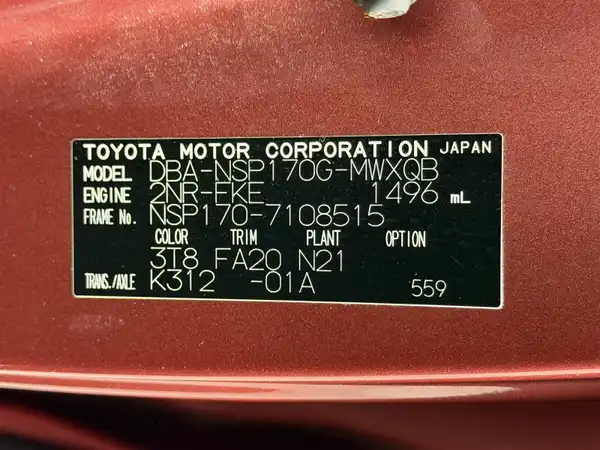 TOYOTA MOTOR CORPORATION JAPAN
MODEL DBA-NSP170G-MWXQB
ENGINE 2NR-FKE 1496 mL
FRAME No. NSP170-7108515
COLOR TRIM PLANT OPTION
3T8 FA20 N21
TRANS./AXLE K312 -01A 559